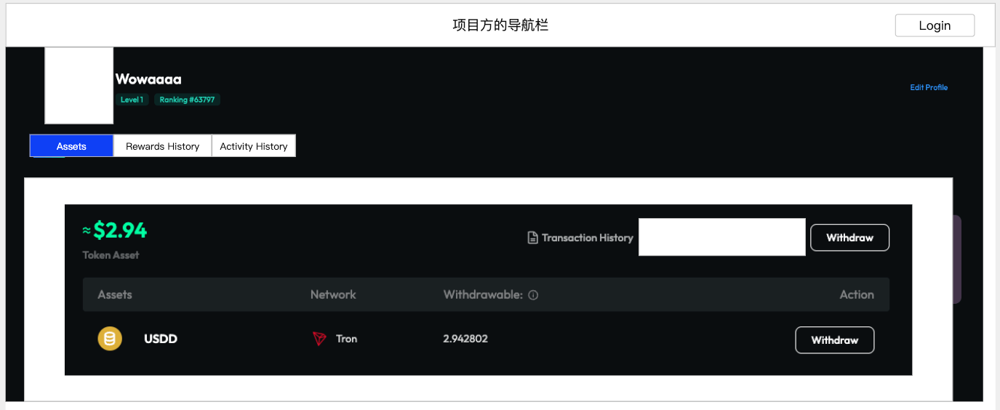 项目方的导航栏
Login
Wowaaaa
Level 1 Ranking #63797
Edit Profile
Assets Rewards History Activity History
≈$2.94
Token Asset
Transaction History Withdraw
Assets Network Withdrawable: Action
USDD Tron 2.942802 Withdraw